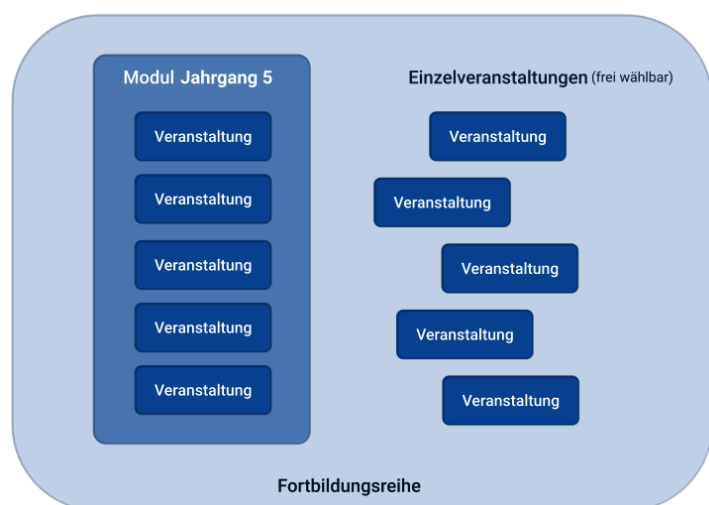 Modul Jahrgang 5
Veranstaltung
Veranstaltung
Veranstaltung
Veranstaltung
Veranstaltung
Einzelveranstaltungen (frei wählbar)
Veranstaltung
Veranstaltung
Veranstaltung
Veranstaltung
Veranstaltung
Fortbildungsreihe